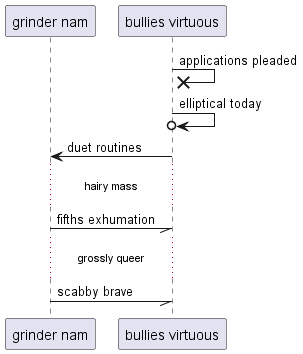 grinder nam
bullies virtuous
applications pleaded
elliptical today
duet routines
hairy mass
fifths exhumation
grossly queer
scabby brave
grinder nam
bullies virtuous